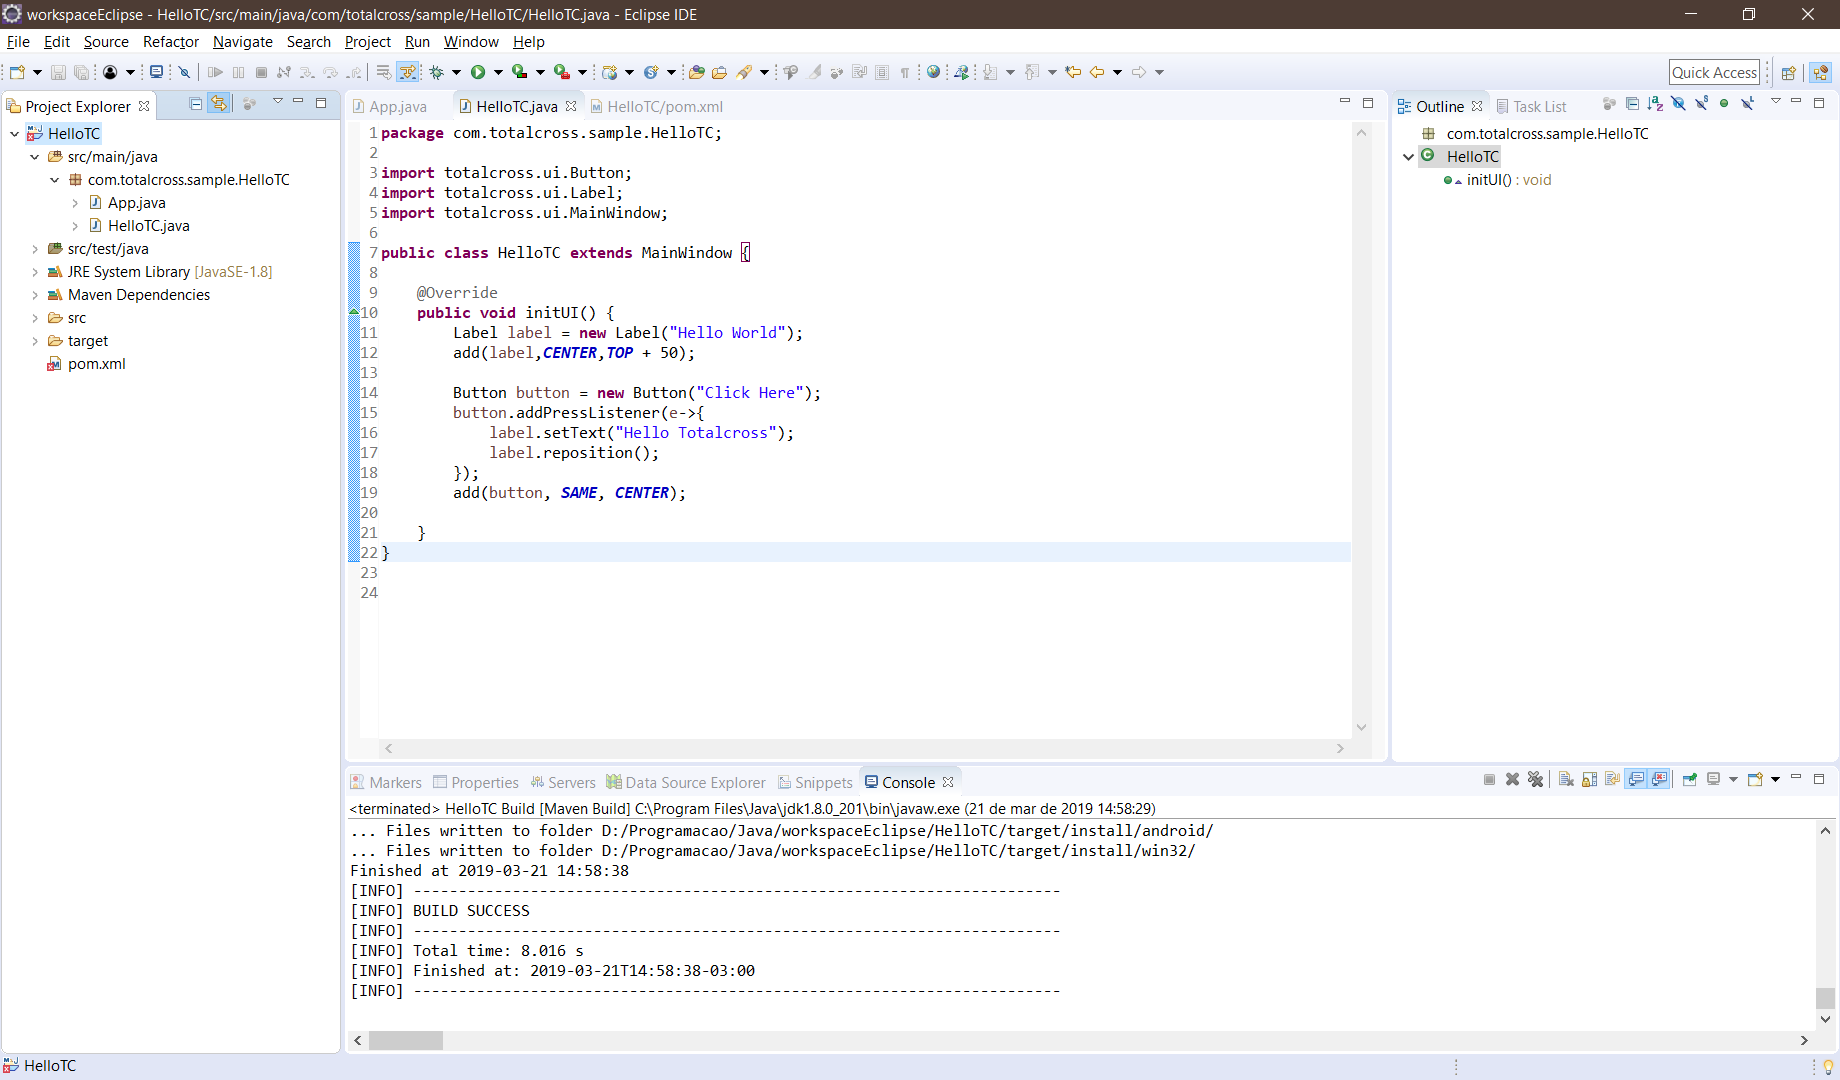 workspaceEclipse - HelloTC/src/main/java/com/totalcross/sample/HelloTC/HelloTC.java - Eclipse IDE
File Edit Source Refactor Navigate Search Project Run Window Help
Quick Access
Project Explorer
HelloTC
src/main/java
com.totalcross.sample.HelloTC
App.java
HelloTC.java
src/test/java
JRE System Library [JavaSE-1.8]
Maven Dependencies
src
target
pom.xml
App.java HelloTC.java HelloTC/pom.xml
1 package com.totalcross.sample.HelloTC;
2
3 import totalcross.ui.Button;
4 import totalcross.ui.Label;
5 import totalcross.ui.MainWindow;
6
7 public class HelloTC extends MainWindow {
8
9 @Override
10 public void initUI() {
11 Label label = new Label("Hello World");
12 add(label,CENTER,TOP + 50);
13
14 Button button = new Button("Click Here");
15 button.addPressListener(e->{
16 label.setText("Hello Totalcross");
17 label.reposition();
18 });
19 add(button, SAME, CENTER);
20
21 }
22 }
23
24
Outline Task List
com.totalcross.sample.HelloTC
HelloTC
initUI() : void
Markers Properties Servers Data Source Explorer Snippets Console
<terminated> HelloTC Build [Maven Build] C:\Program Files\Java\jdk1.8.0_201\bin\javaw.exe (21 de mar de 2019 14:58:29)
... Files written to folder D:/Programacao/Java/workspaceEclipse/HelloTC/target/install/android/
... Files written to folder D:/Programacao/Java/workspaceEclipse/HelloTC/target/install/win32/
Finished at 2019-03-21 14:58:38
[INFO] ------------------------------------------------------------------------
[INFO] BUILD SUCCESS
[INFO] ------------------------------------------------------------------------
[INFO] Total time: 8.016 s
[INFO] Finished at: 2019-03-21T14:58:38-03:00
[INFO] ------------------------------------------------------------------------
HelloTC